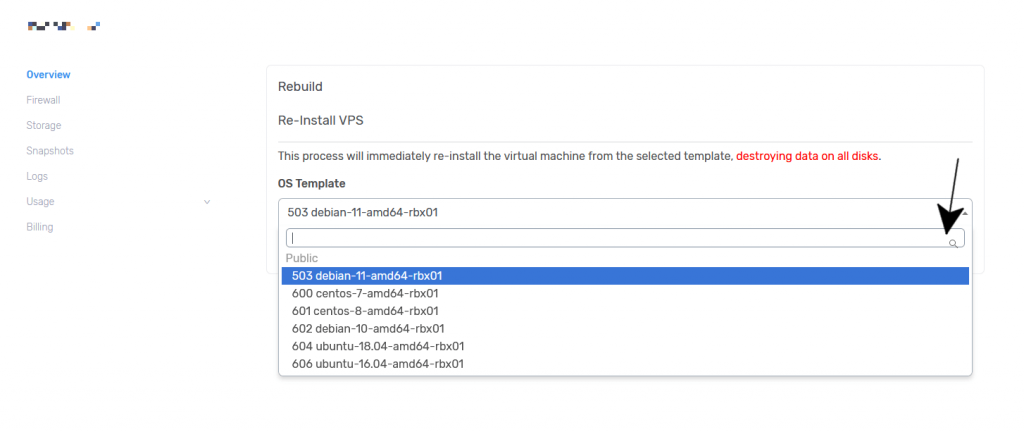 Overview
Firewall
Storage
Snapshots
Logs
Usage
Billing
Rebuild
Re-Install VPS
This process will immediately re-install the virtual machine from the selected template, destroying data on all disks.
OS Template
503 debian-11-amd64-rbx01
Public
503 debian-11-amd64-rbx01
600 centos-7-amd64-rbx01
601 centos-8-amd64-rbx01
602 debian-10-amd64-rbx01
604 ubuntu-18.04-amd64-rbx01
606 ubuntu-16.04-amd64-rbx01